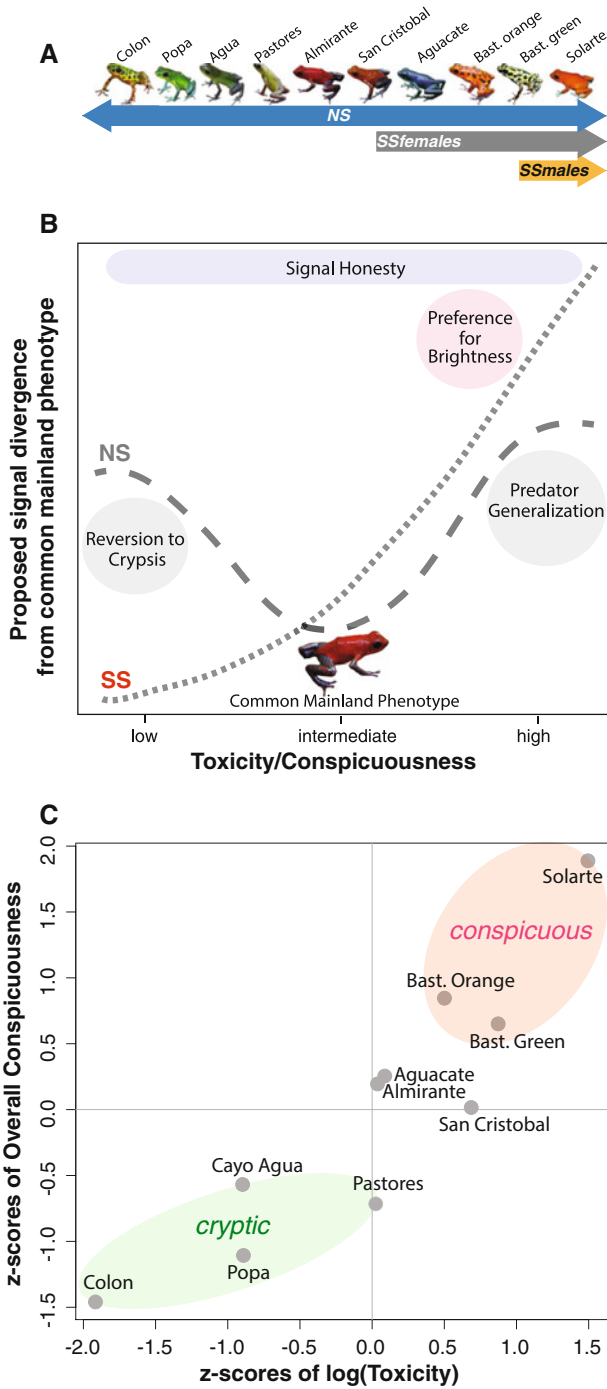 A
Colon
Popa
Agua
Pastores
Almirante
San Cristobal
Aguacate
Bast. orange
Bast. green
Solarte
NS
SSfemales
SSmales
B
Proposed signal divergence
from common mainland phenotype
Signal Honesty
Preference
for
Brightness
NS
Reversion to
Crypsis
Predator
Generalization
SS
Common Mainland Phenotype
low
intermediate
high
Toxicity/Conspicuousness
C
z-scores of Overall Conspicuousness
2.0
1.5
1.0
0.5
0.0
-0.5
-1.0
-1.5
Solarte
conspicuous
Bast. Orange
Bast. Green
Aguacate
Almirante
San Cristobal
Cayo Agua
Pastores
cryptic
Popa
Colon
-2.0
-1.5
-1.0
-0.5
0.0
0.5
1.0
1.5
z-scores of log(Toxicity)